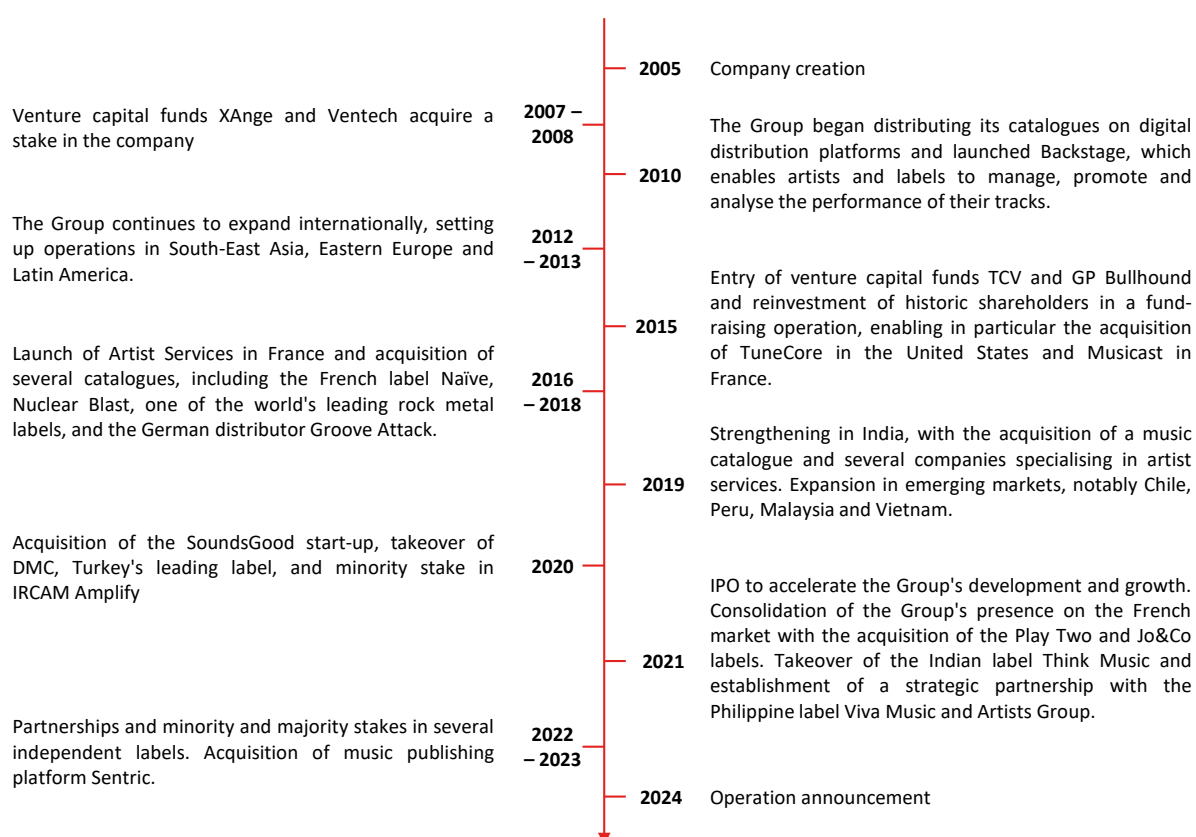 2005
Company creation
Venture capital funds XAnge and Ventech acquire a
stake in the company
2007 –
2008
The Group began distributing its catalogues on digital
distribution platforms and launched Backstage, which
enables artists and labels to manage, promote and
analyse the performance of their tracks.
2010
The Group continues to expand internationally, setting
up operations in South-East Asia, Eastern Europe and
Latin America.
2012
– 2013
Entry of venture capital funds TCV and GP Bullhound
and reinvestment of historic shareholders in a fund-
raising operation, enabling in particular the acquisition
of TuneCore in the United States and Musicast in
France.
2015
Launch of Artist Services in France and acquisition of
several catalogues, including the French label Naïve,
Nuclear Blast, one of the world's leading rock metal
labels, and the German distributor Groove Attack.
2016
– 2018
Strengthening in India, with the acquisition of a music
catalogue and several companies specialising in artist
services. Expansion in emerging markets, notably Chile,
Peru, Malaysia and Vietnam.
2019
Acquisition of the SoundsGood start-up, takeover of
DMC, Turkey's leading label, and minority stake in
IRCAM Amplify
2020
IPO to accelerate the Group's development and growth.
Consolidation of the Group's presence on the French
market with the acquisition of the Play Two and Jo&Co
labels. Takeover of the Indian label Think Music and
establishment of a strategic partnership with the
Philippine label Viva Music and Artists Group.
2021
Partnerships and minority and majority stakes in several
independent labels. Acquisition of music publishing
platform Sentric.
2022
– 2023
2024
Operation announcement